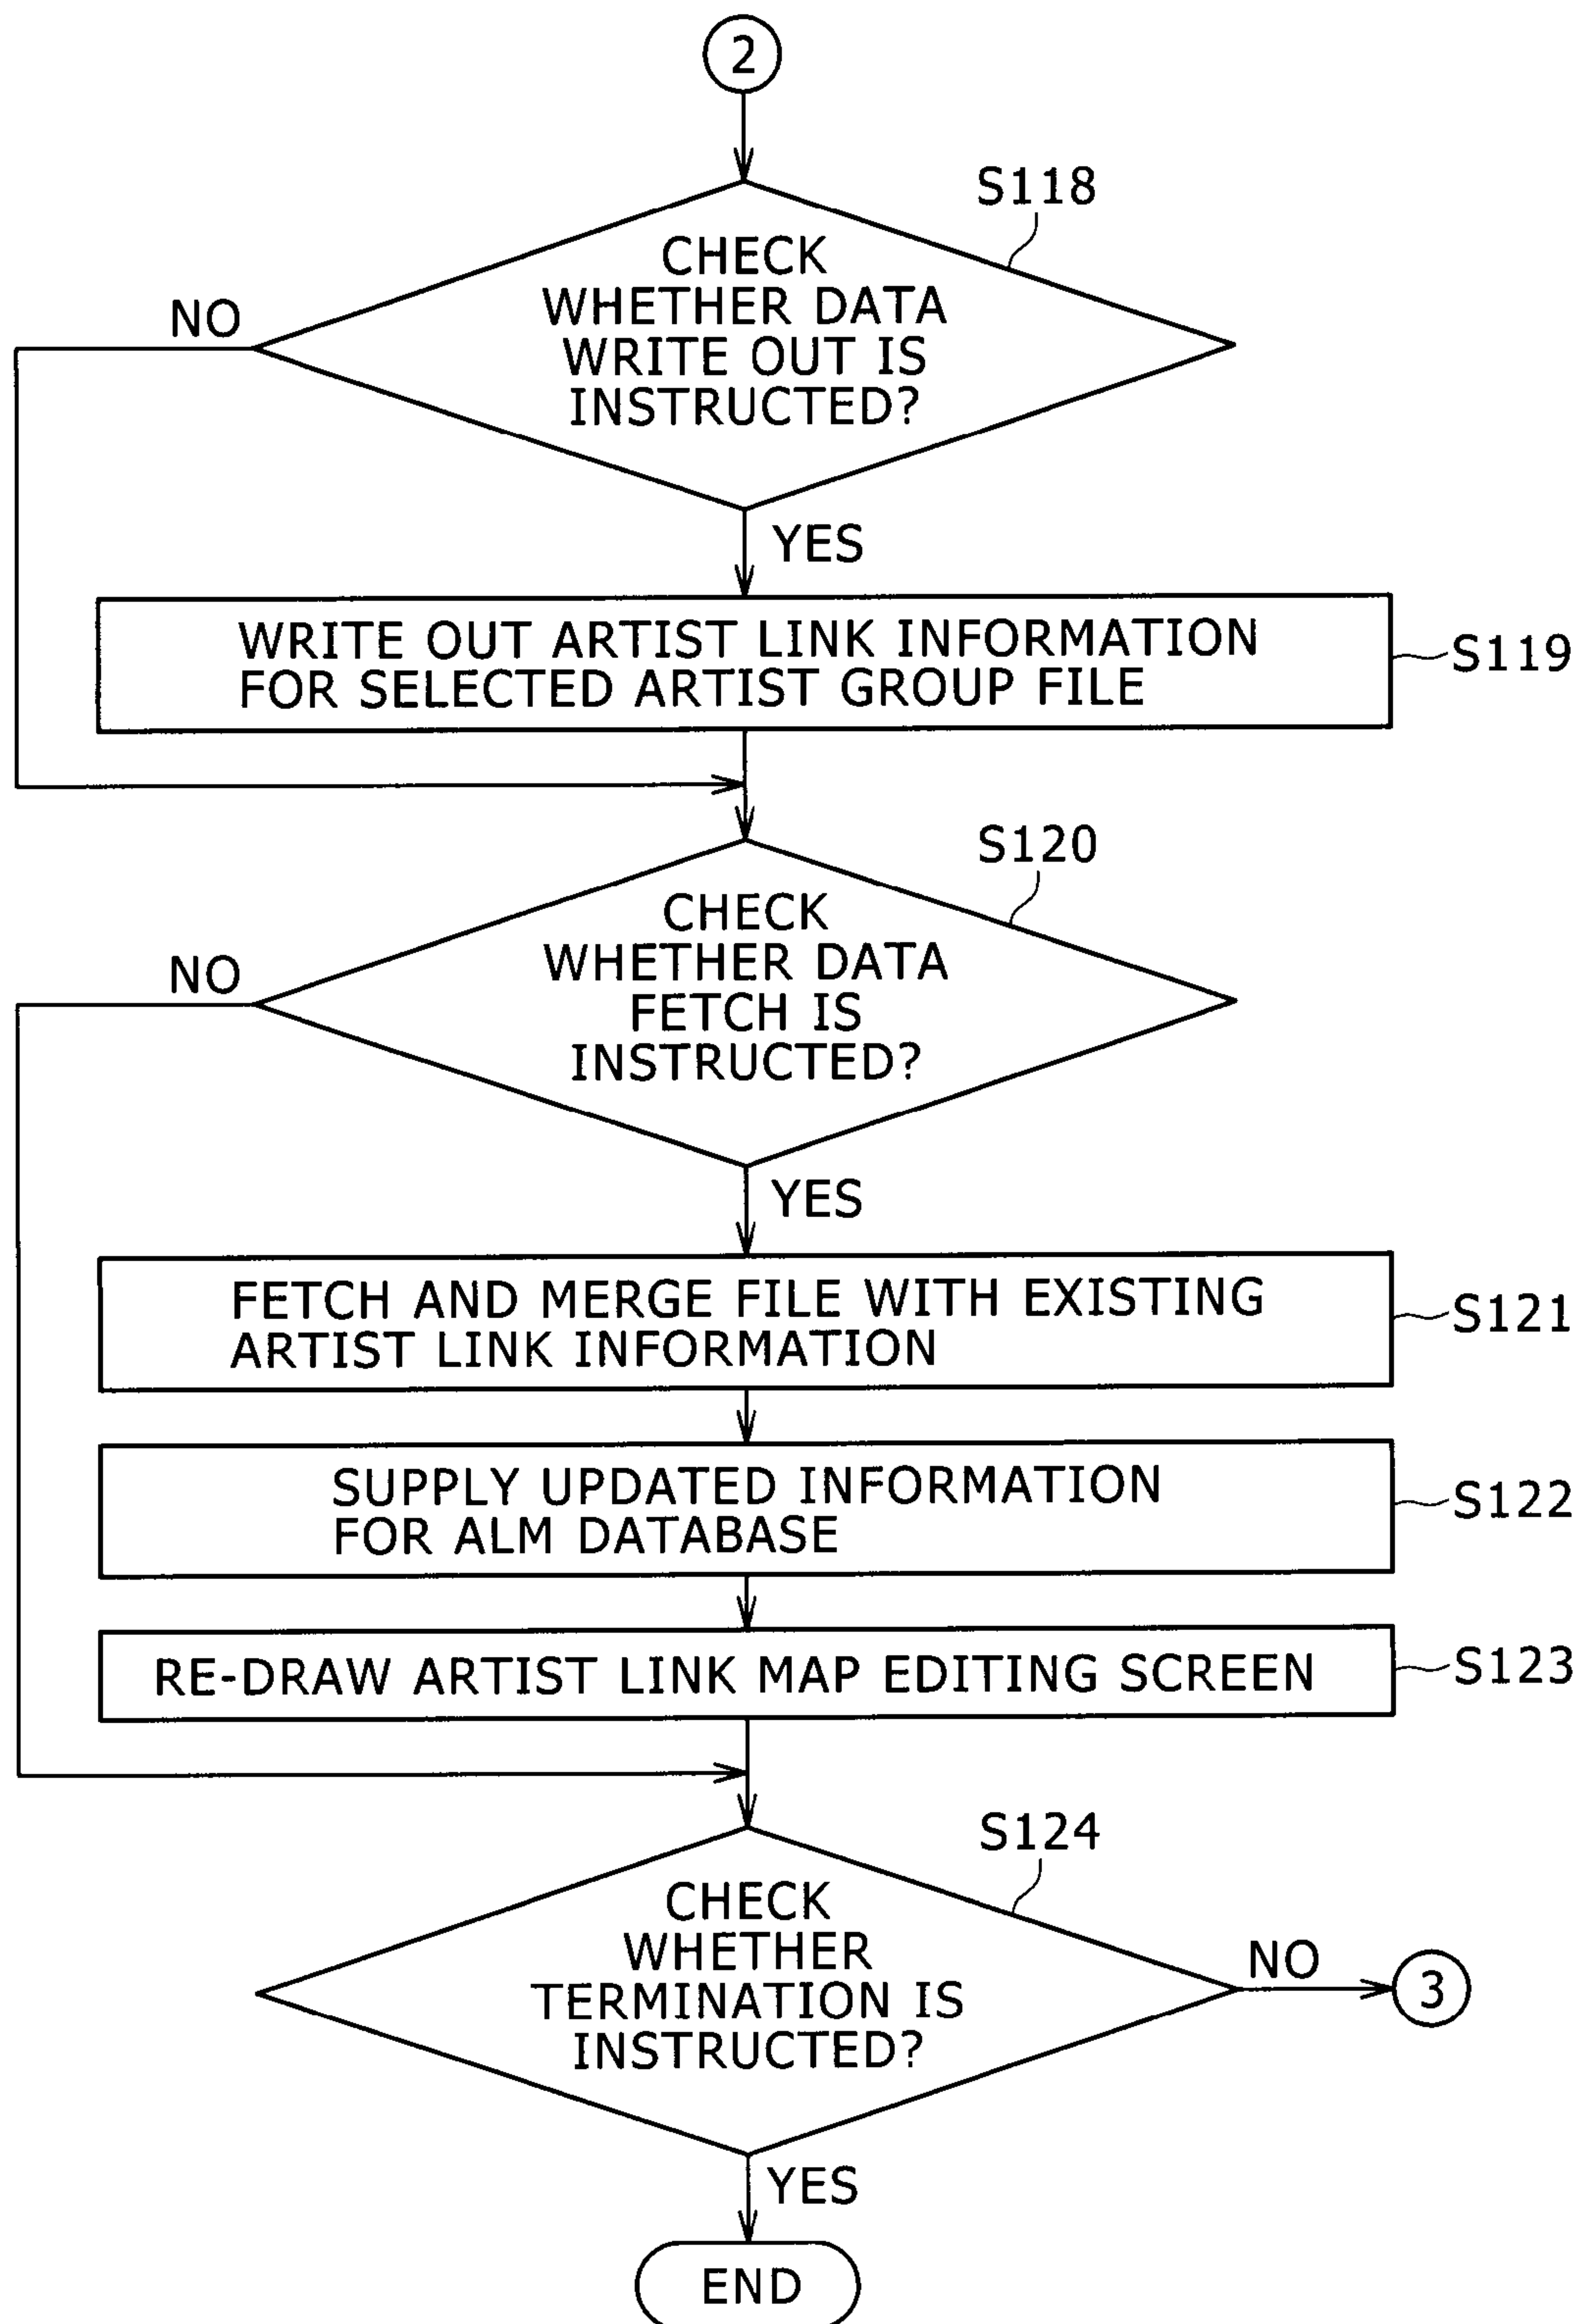 2
S118
CHECK
WHETHER DATA
WRITE OUT IS
INSTRUCTED?
NO
YES
WRITE OUT ARTIST LINK INFORMATION
FOR SELECTED ARTIST GROUP FILE
S119
S120
CHECK
WHETHER DATA
FETCH IS
INSTRUCTED?
NO
YES
FETCH AND MERGE FILE WITH EXISTING
ARTIST LINK INFORMATION
S121
SUPPLY UPDATED INFORMATION
FOR ALM DATABASE
S122
RE-DRAW ARTIST LINK MAP EDITING SCREEN
S123
S124
CHECK
WHETHER
TERMINATION IS
INSTRUCTED?
NO
3
YES
END